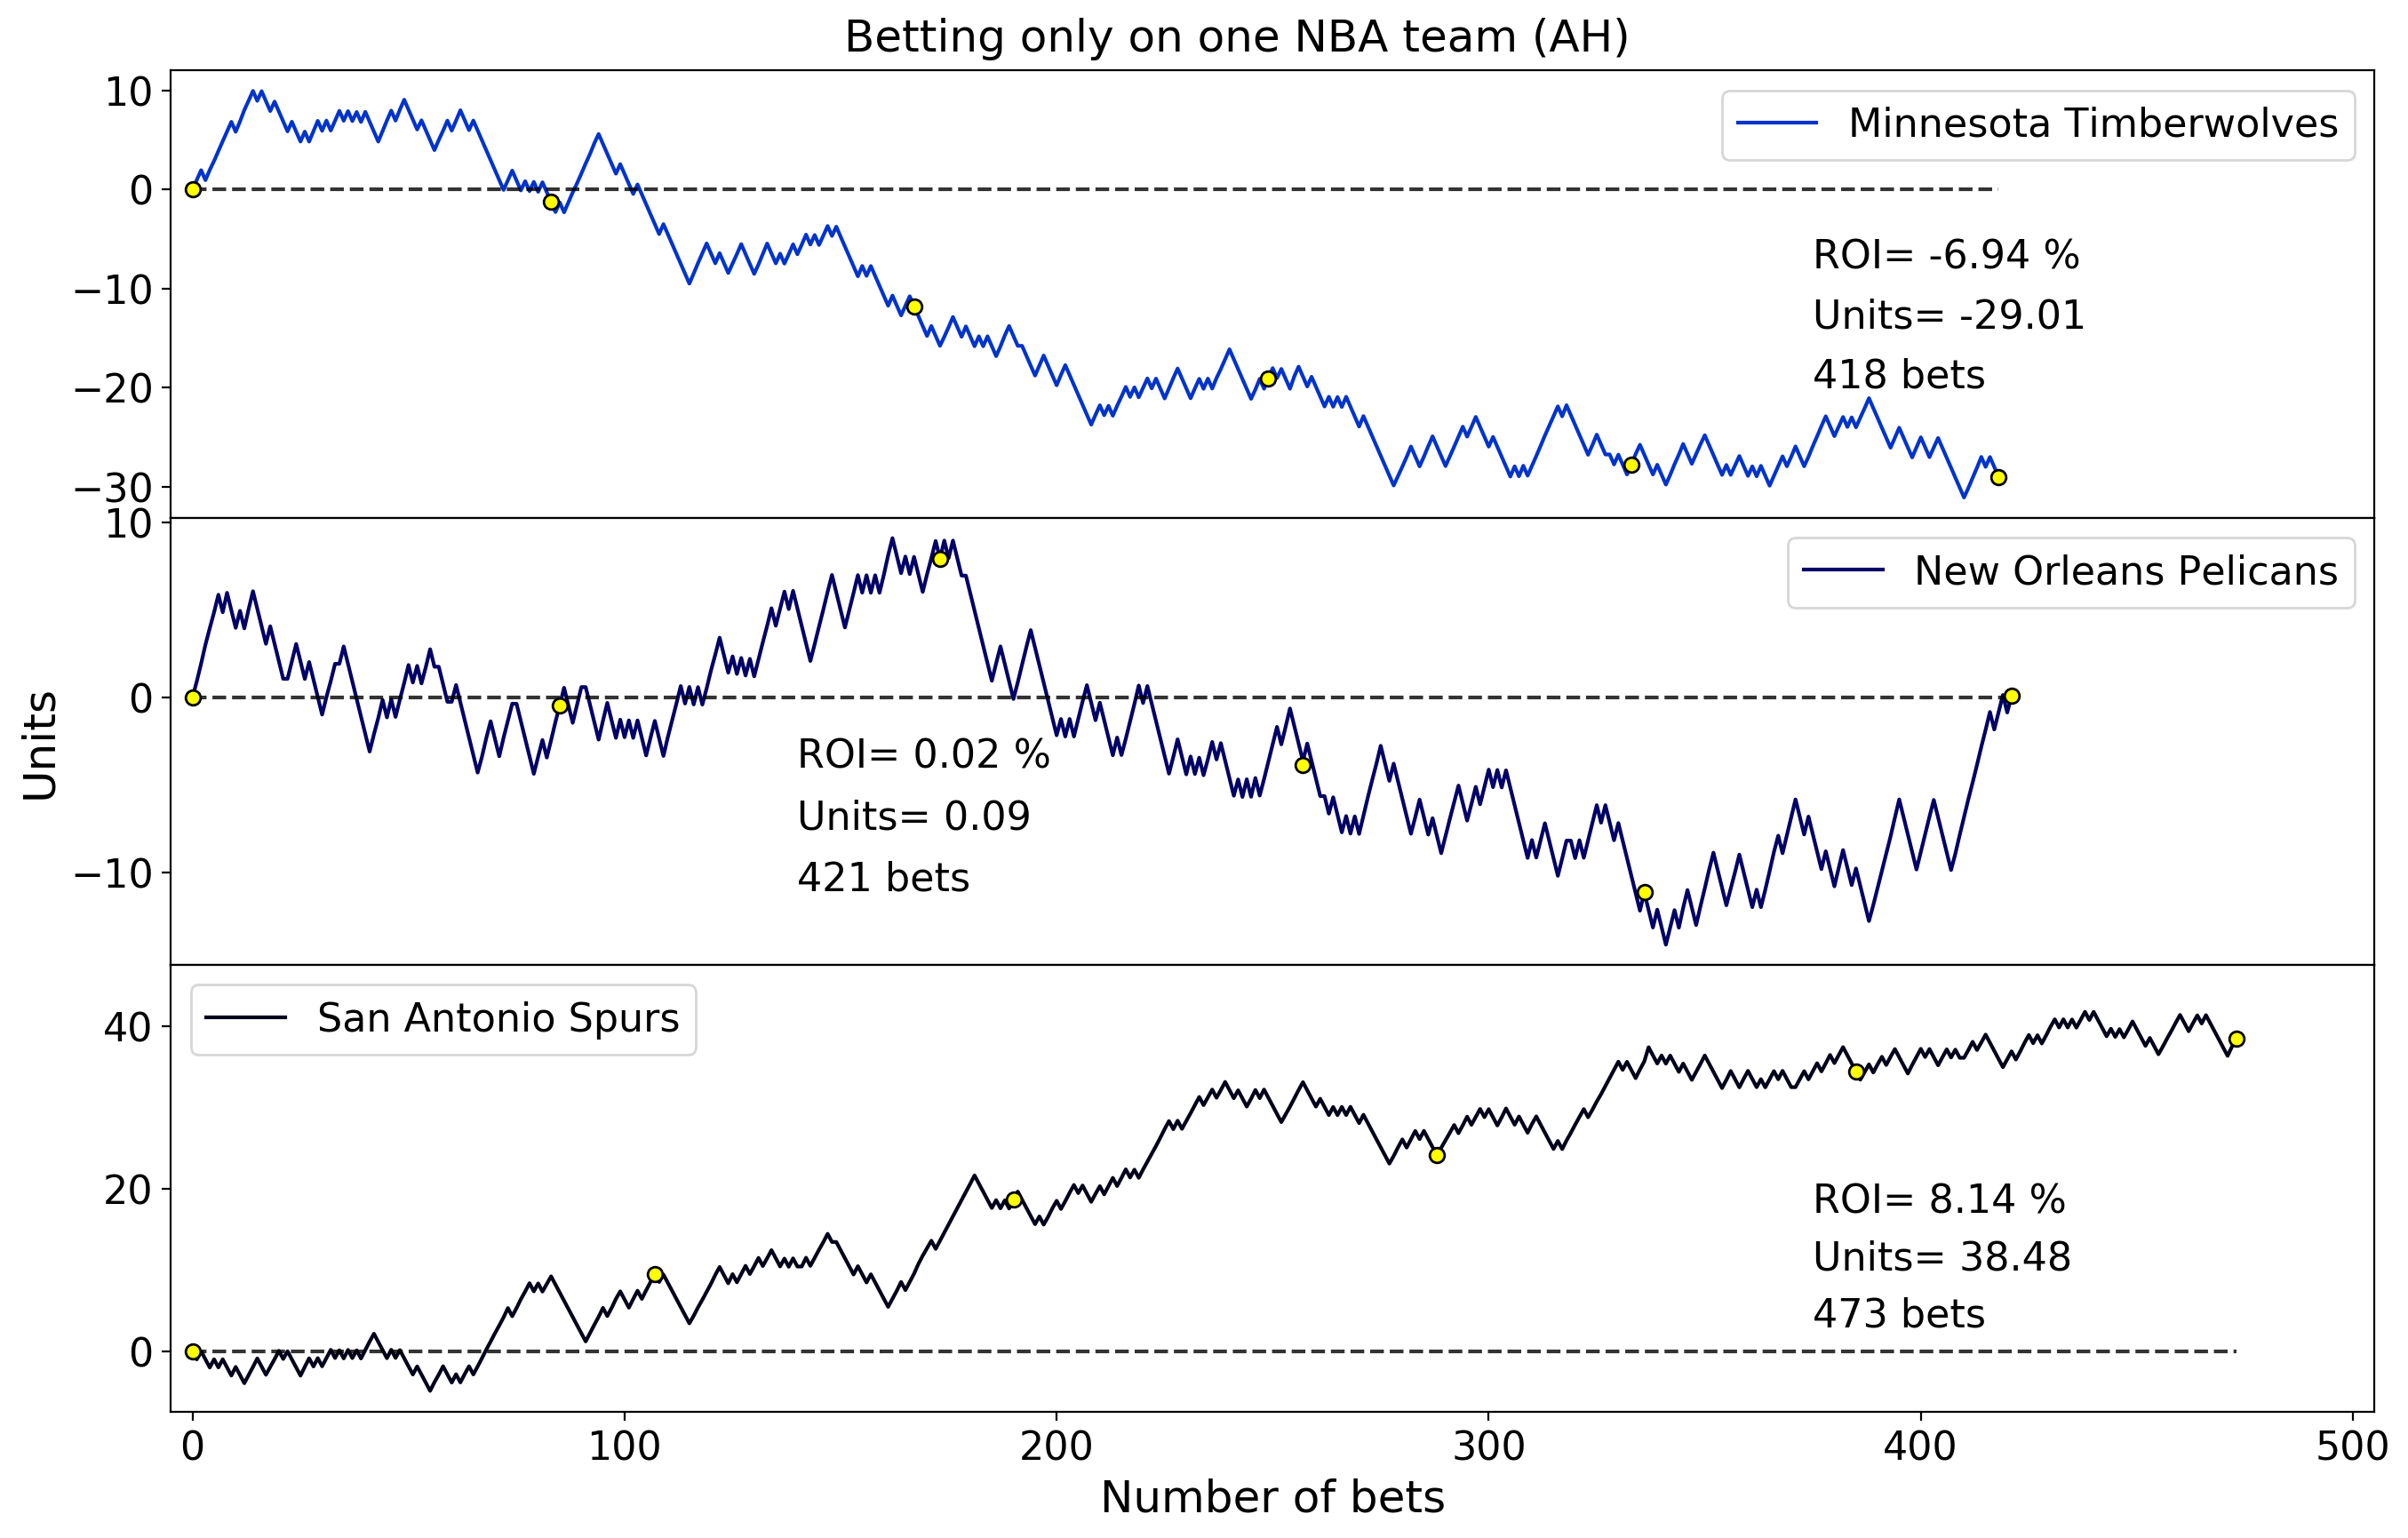 Betting only on one NBA team (AH)
10
0
−10
−20
−30
Minnesota Timberwolves
ROI= -6.94 %
Units= -29.01
418 bets
Units
10
0
−10
New Orleans Pelicans
ROI= 0.02 %
Units= 0.09
421 bets
40
20
0
San Antonio Spurs
ROI= 8.14 %
Units= 38.48
473 bets
0 100 200 300 400 500
Number of bets